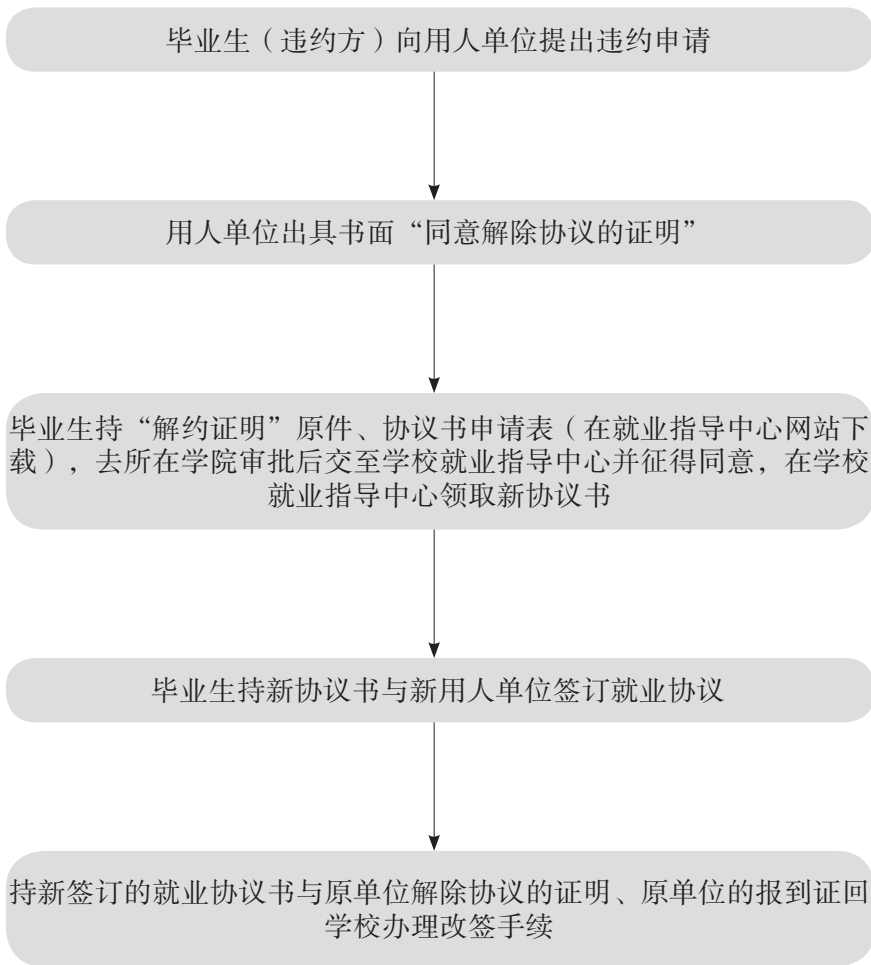 毕业生（违约方）向用人单位提出违约申请
用人单位出具书面“同意解除协议的证明”
毕业生持“解约证明”原件、协议书申请表（在就业指导中心网站下
载），去所在学院审批后交至学校就业指导中心并征得同意，在学校
就业指导中心领取新协议书
毕业生持新协议书与新用人单位签订就业协议
持新签订的就业协议书与原单位解除协议的证明、原单位的报到证回
学校办理改签手续